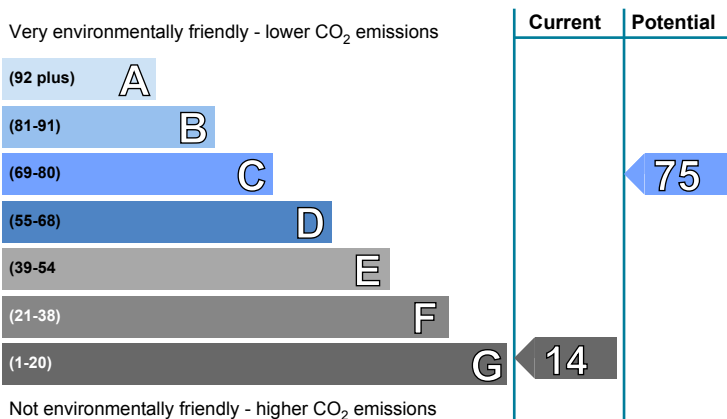 Current Potential
Very environmentally friendly - lower CO2 emissions
(92 plus) A
(81-91) B
(69-80) C 75
(55-68) D
(39-54 E
(21-38) F
(1-20) G 14
Not environmentally friendly - higher CO2 emissions